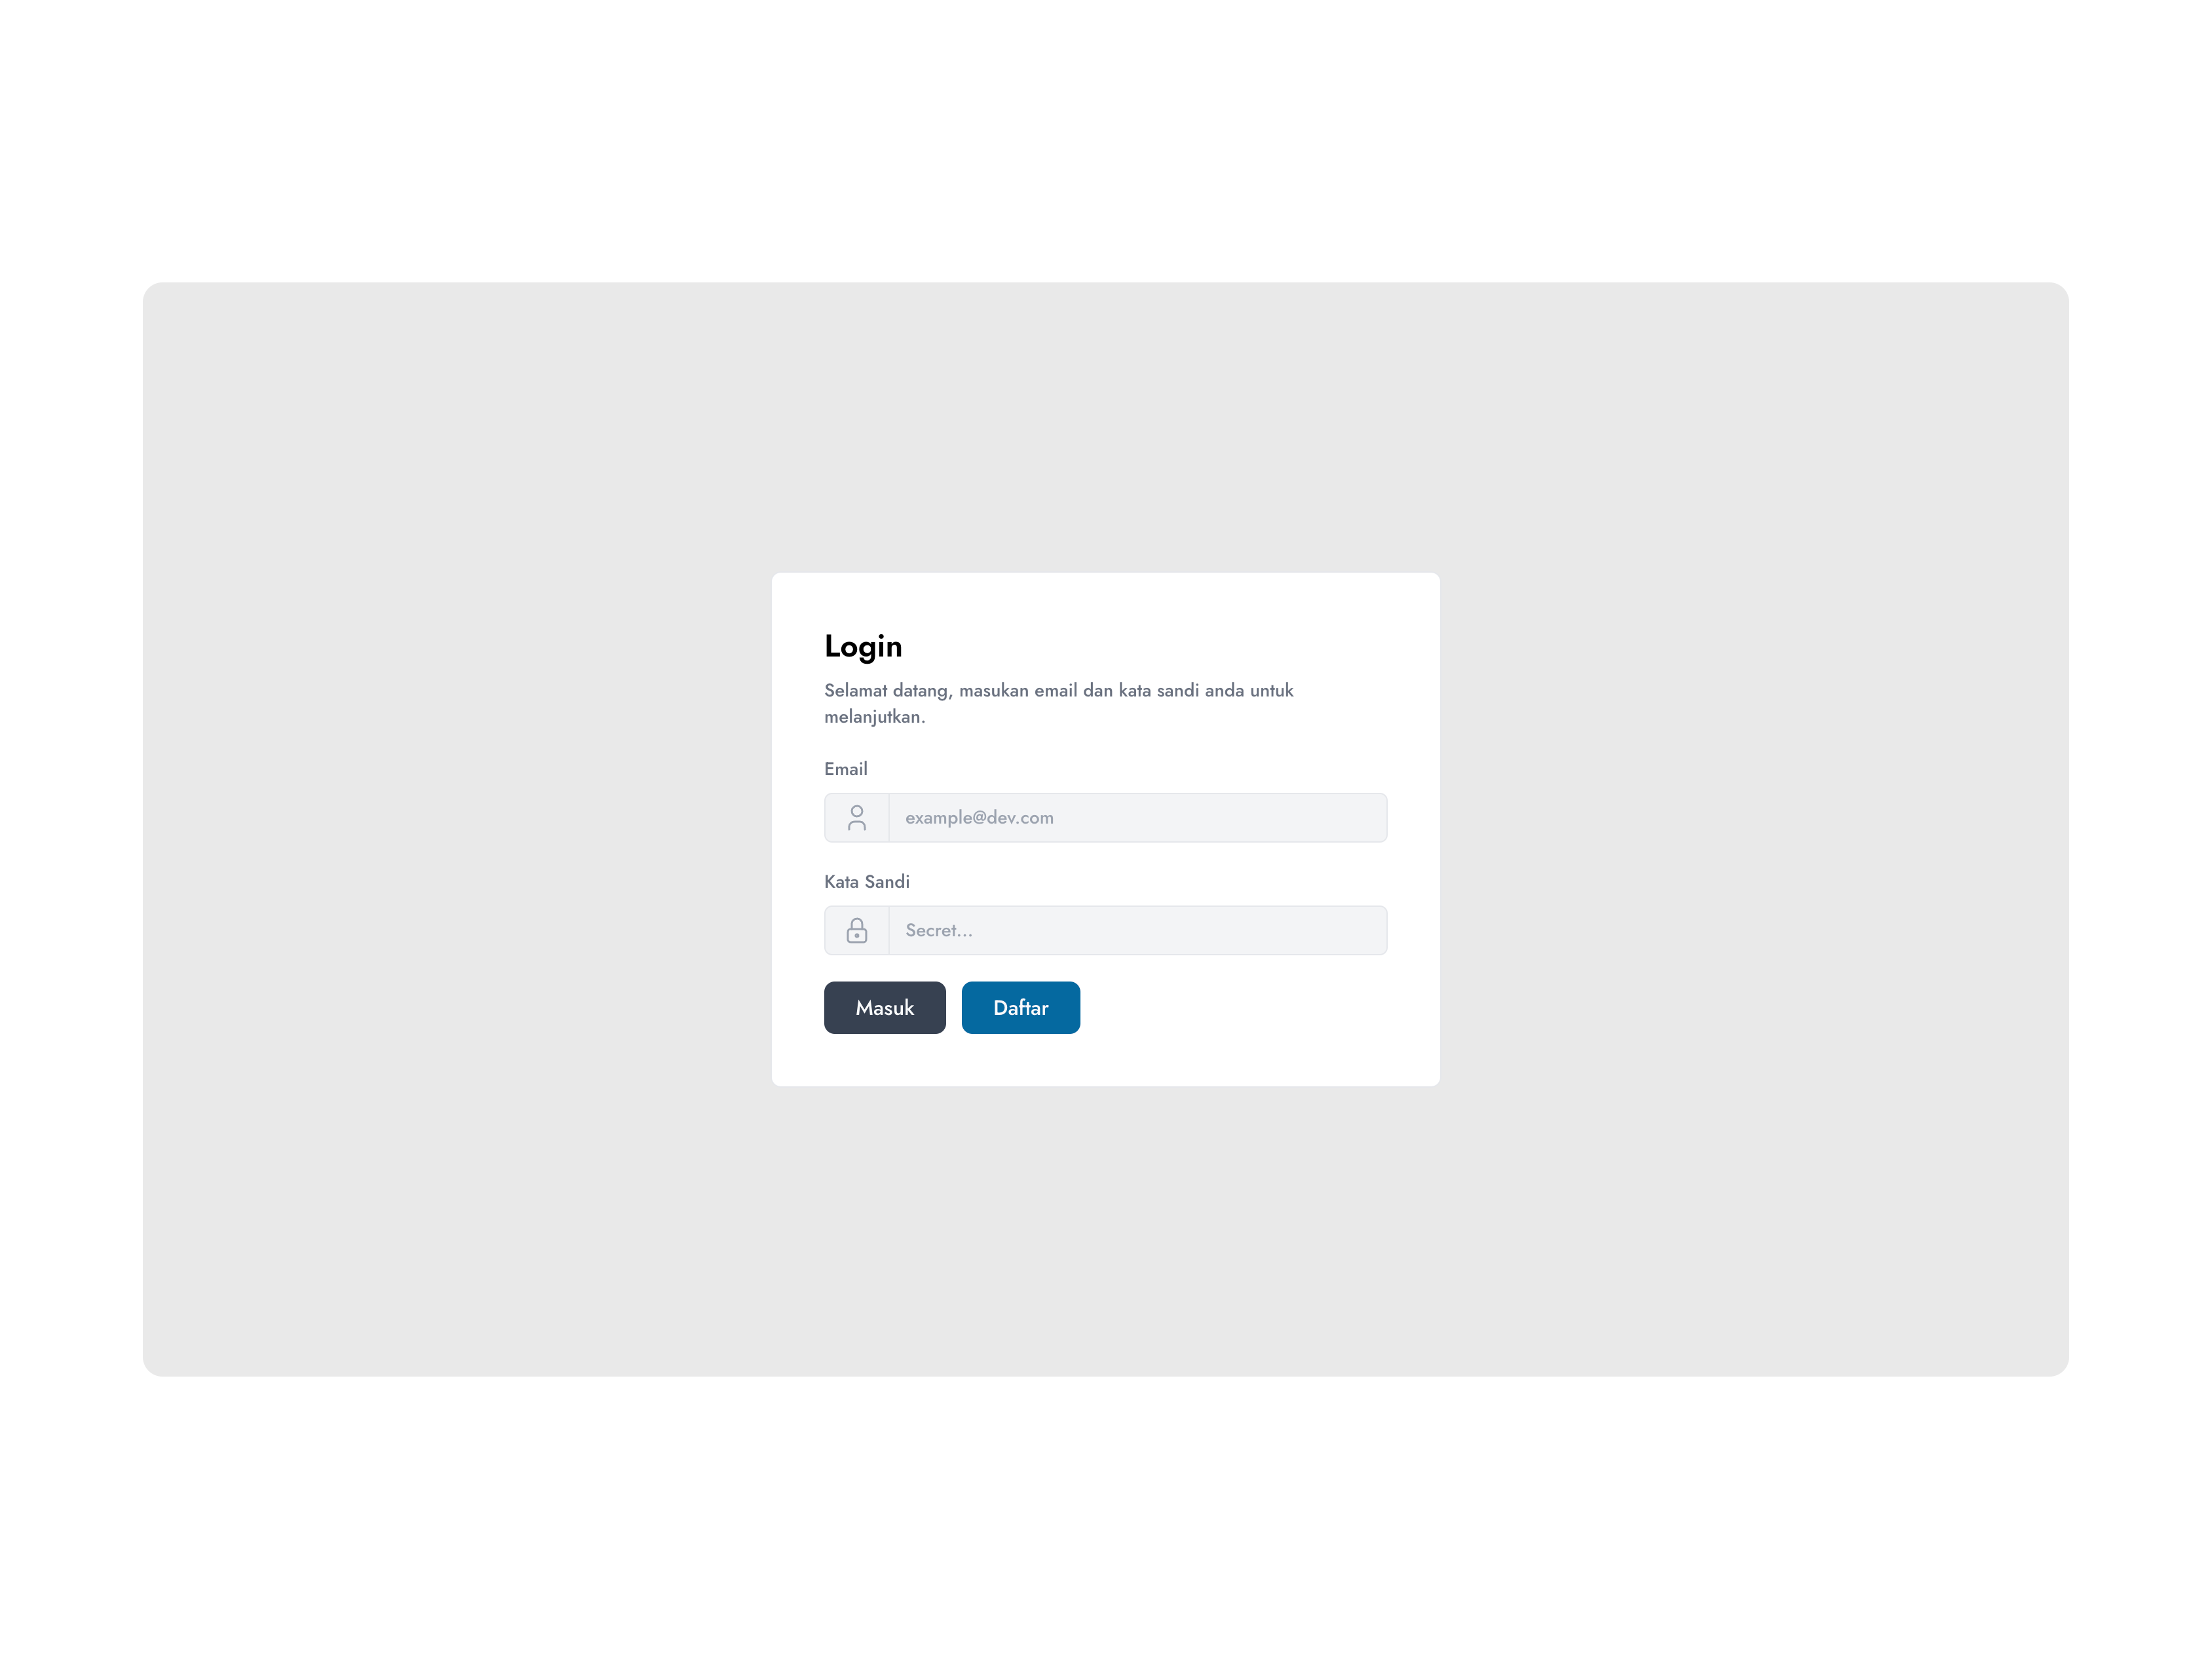 Login
Selamat datang, masukan email dan kata sandi anda untuk
melanjutkan.
Email
example@dev.com
Kata Sandi
Secret...
Masuk Daftar